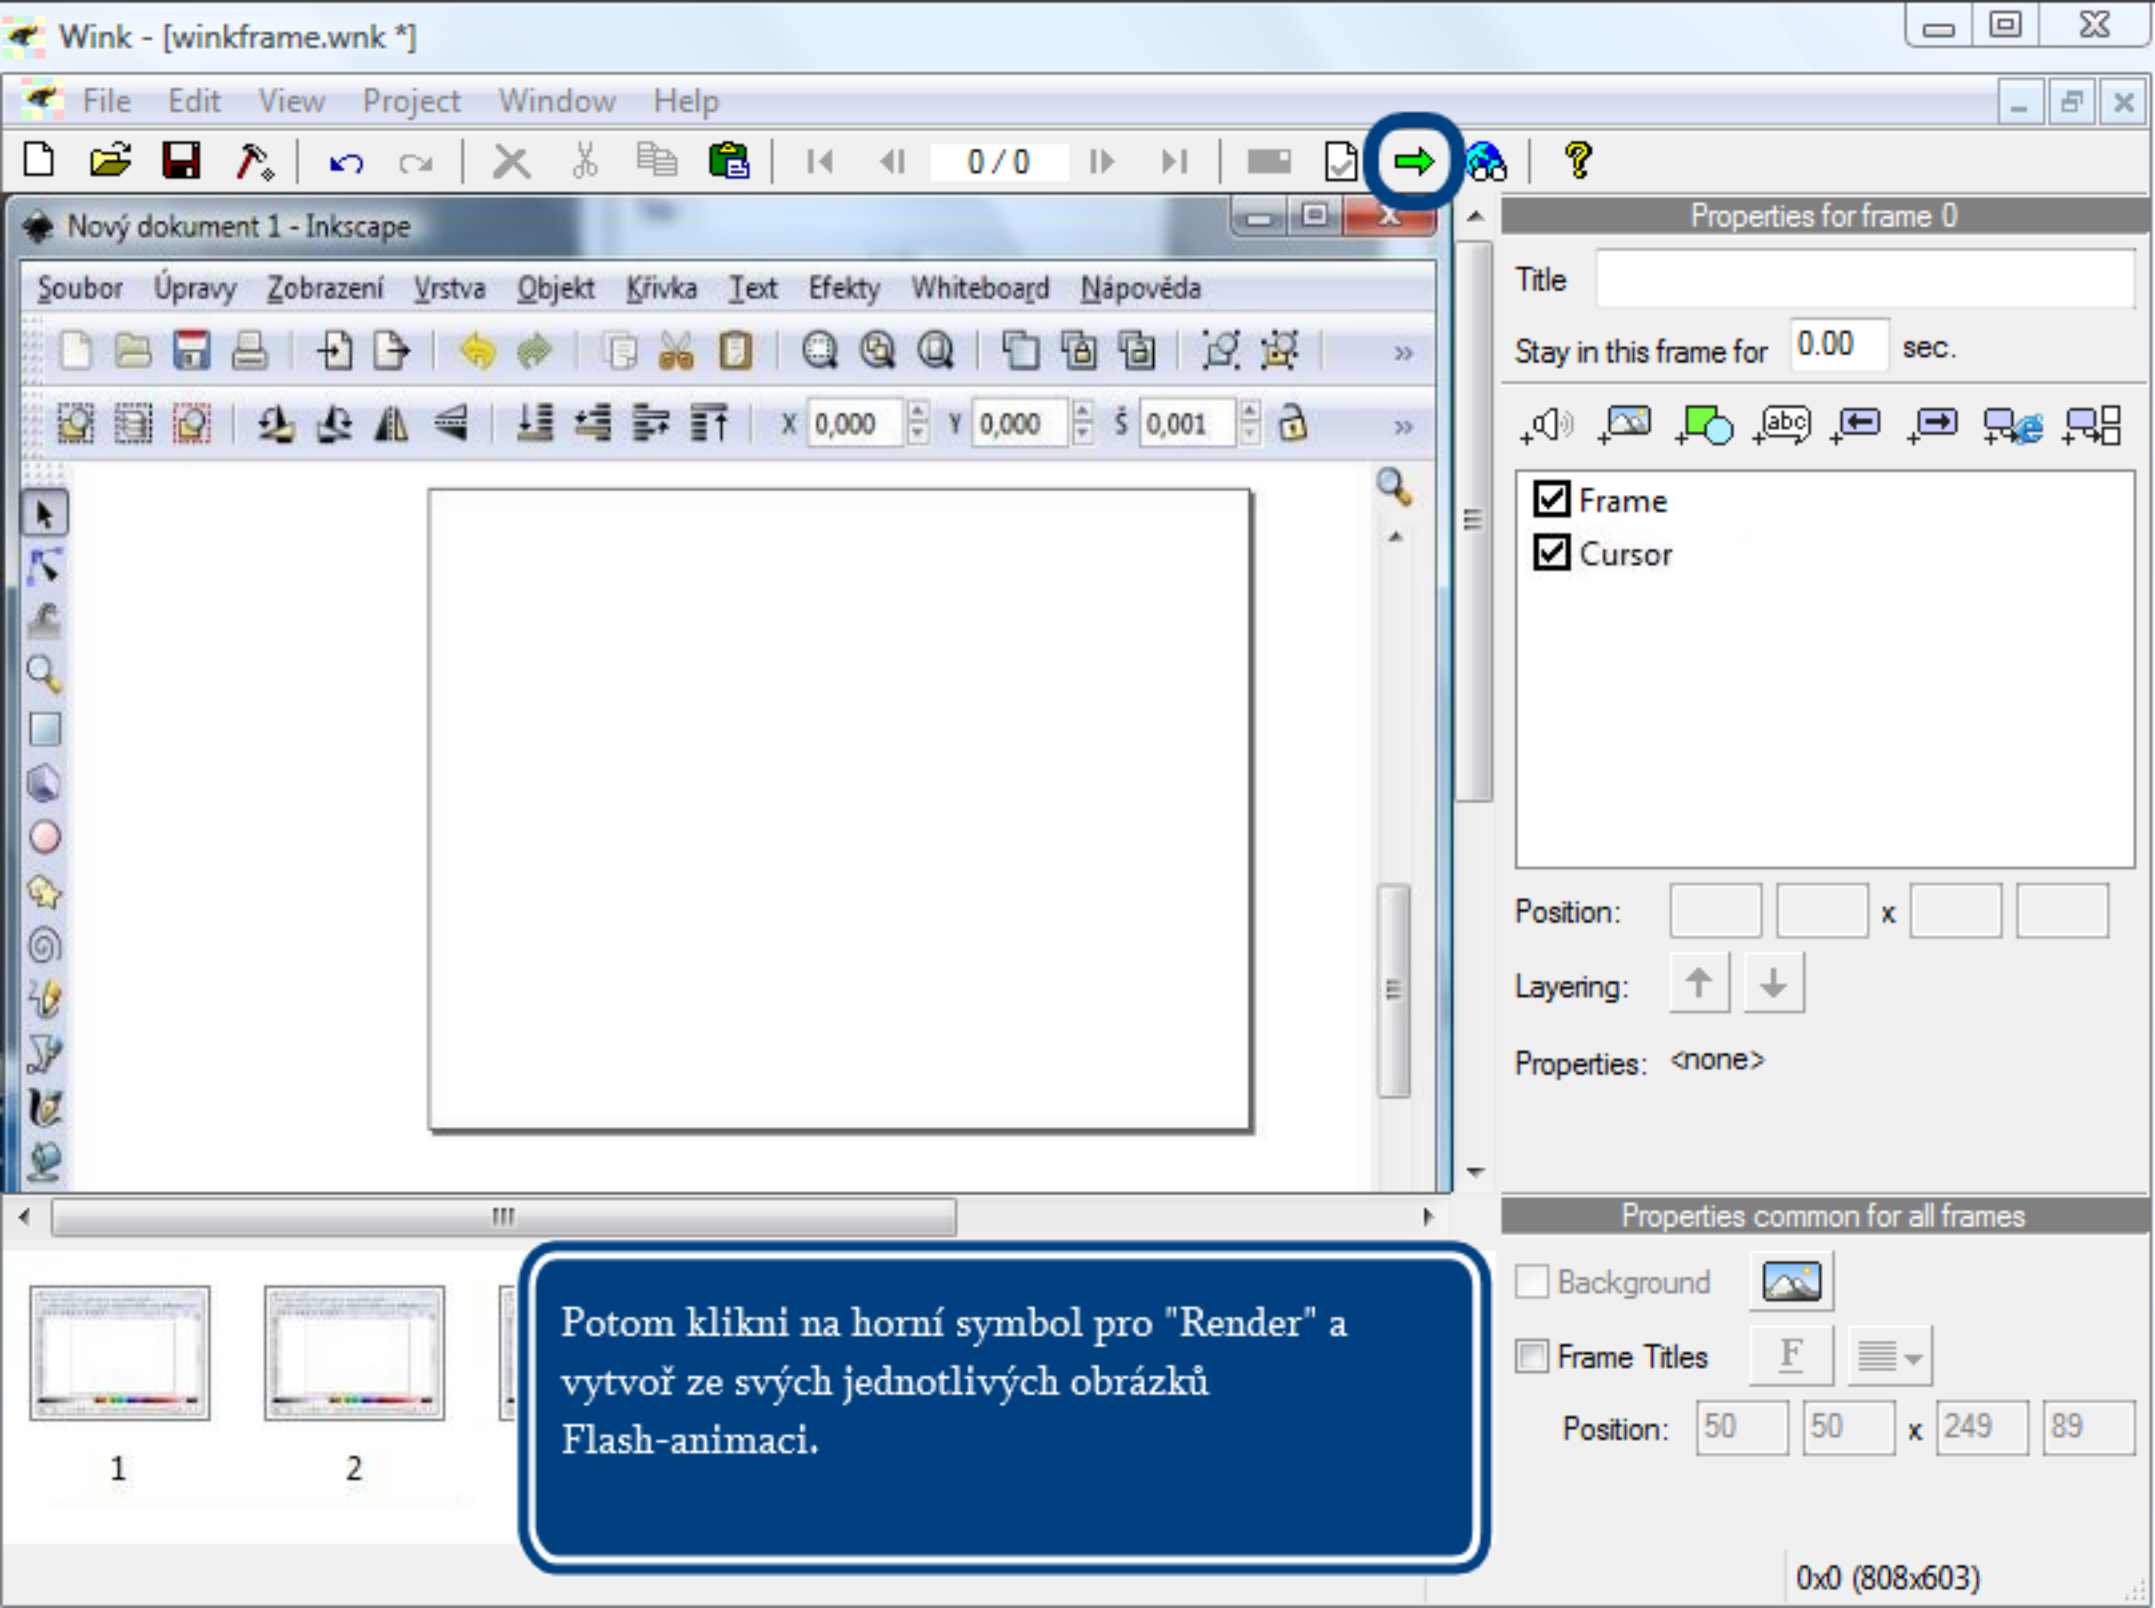 Wink - [winkframe.wnk *]
File Edit View Project Window Help
0 / 0
Nový dokument 1 - Inkscape
Soubor Úpravy Zobrazení Vrstva Objekt Křivka Text Efekty Whiteboard Nápověda
X 0,000 Y 0,000 Š 0,001
Properties for frame 0
Title
Stay in this frame for 0.00 sec.
abc
Frame
Cursor
Position: x
Layering:
Properties: <none>
Properties common for all frames
Background
Frame Titles F
Position: 50 50 x 249 89
1 2
Potom klikni na horní symbol pro "Render" a
vytvoř ze svých jednotlivých obrázků
Flash-animaci.
0x0 (808x603)